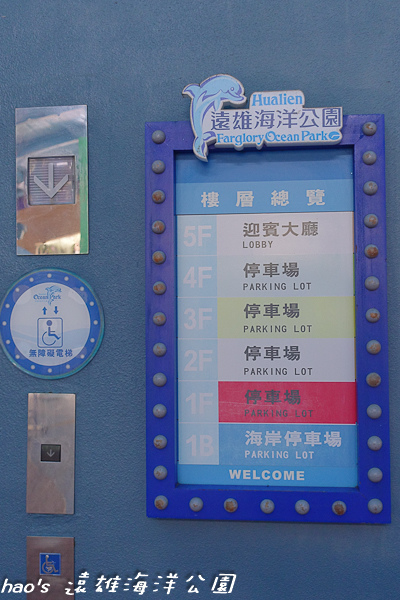 Hualien
遠雄海洋公園
Farglory Ocean Park
樓層總覽
5F 迎賓大廳
LOBBY
4F 停車場
PARKING LOT
3F 停車場
PARKING LOT
2F 停車場
PARKING LOT
1F 停車場
PARKING LOT
1B 海岸停車場
PARKING LOT
WELCOME
Ocean Park
無障礙電梯
hao's 遠雄海洋公園